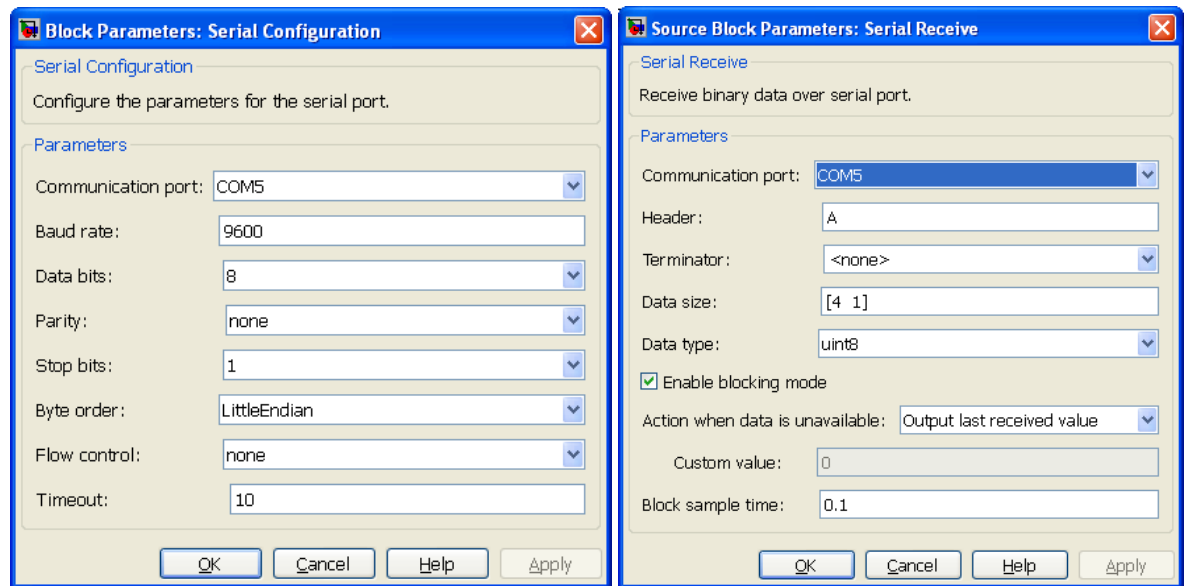 Block Parameters: Serial Configuration
Serial Configuration
Configure the parameters for the serial port.
Parameters
Communication port: COM5
Baud rate: 9600
Data bits: 8
Parity: none
Stop bits: 1
Byte order: LittleEndian
Flow control: none
Timeout: 10
OK Cancel Help Apply
Source Block Parameters: Serial Receive
Serial Receive
Receive binary data over serial port.
Parameters
Communication port: COM5
Header: A
Terminator: <none>
Data size: [4 1]
Data type: uint8
Enable blocking mode
Action when data is unavailable: Output last received value
Custom value: 0
Block sample time: 0.1
OK Cancel Help Apply